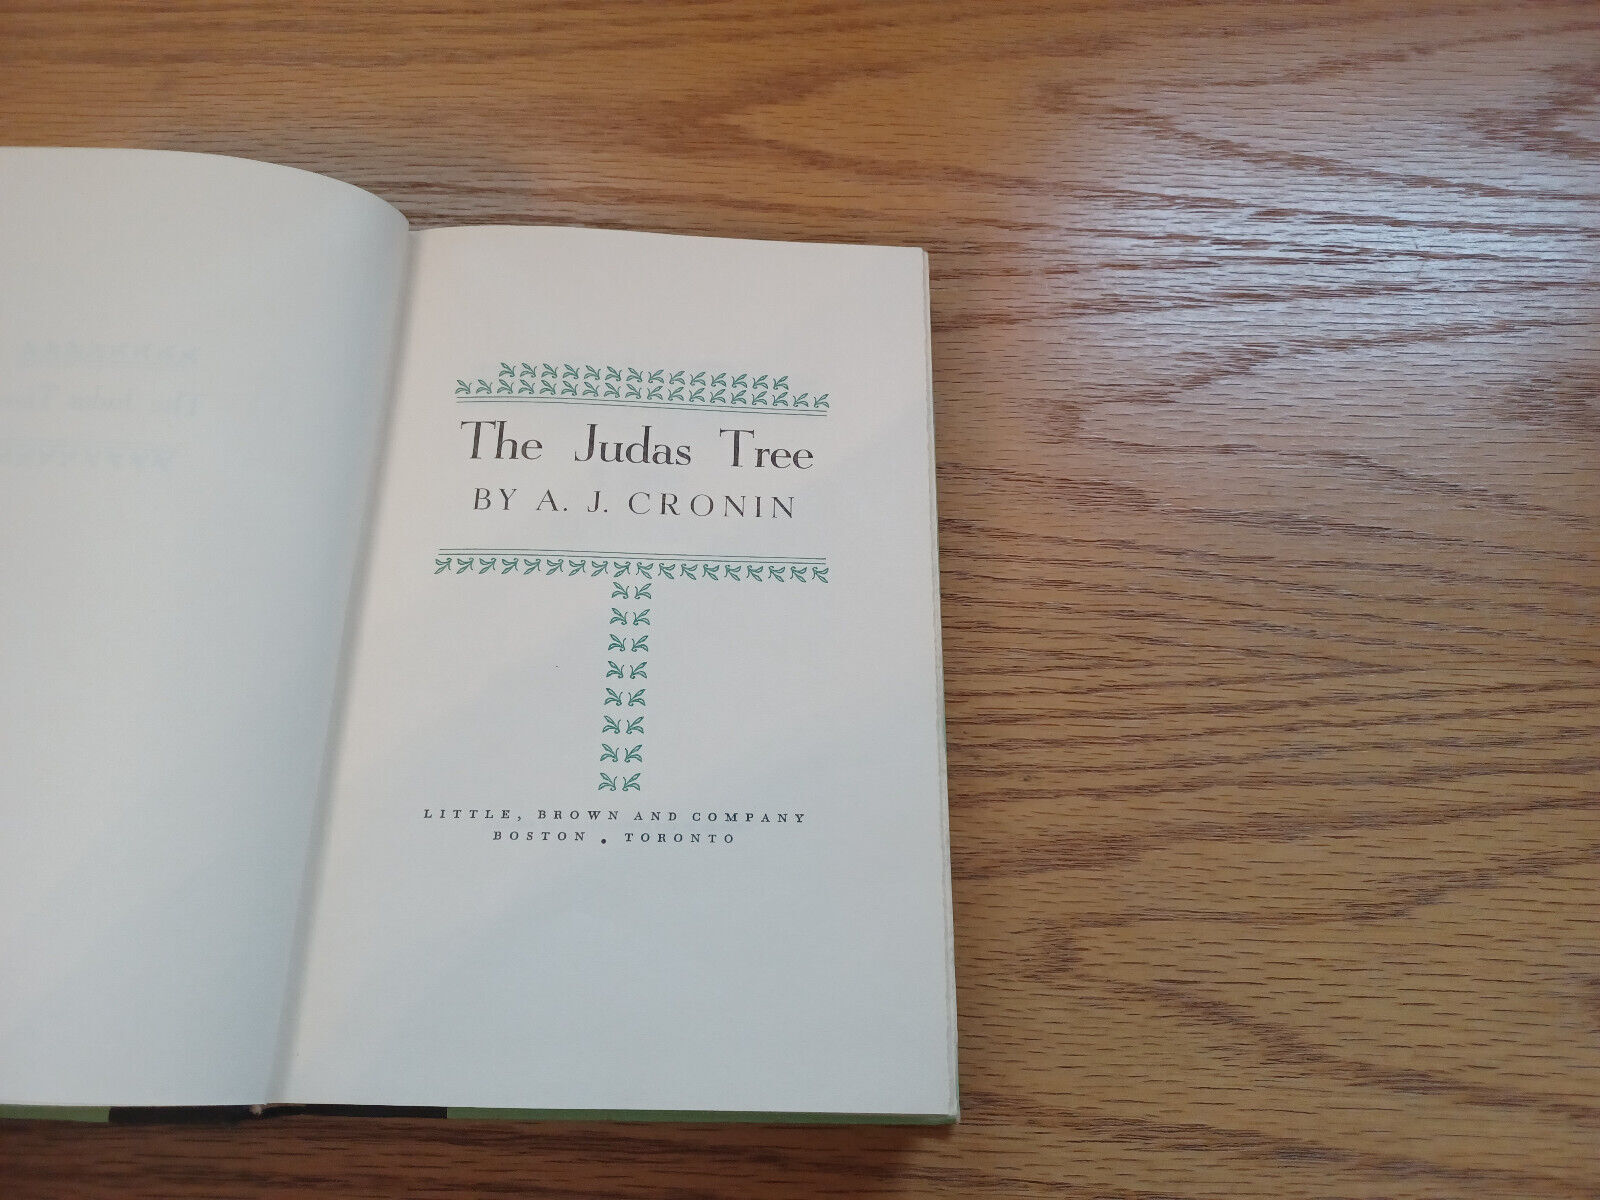 The Judas Tree
BY A. J. CRONIN
LITTLE, BROWN AND COMPANY
BOSTON . TORONTO